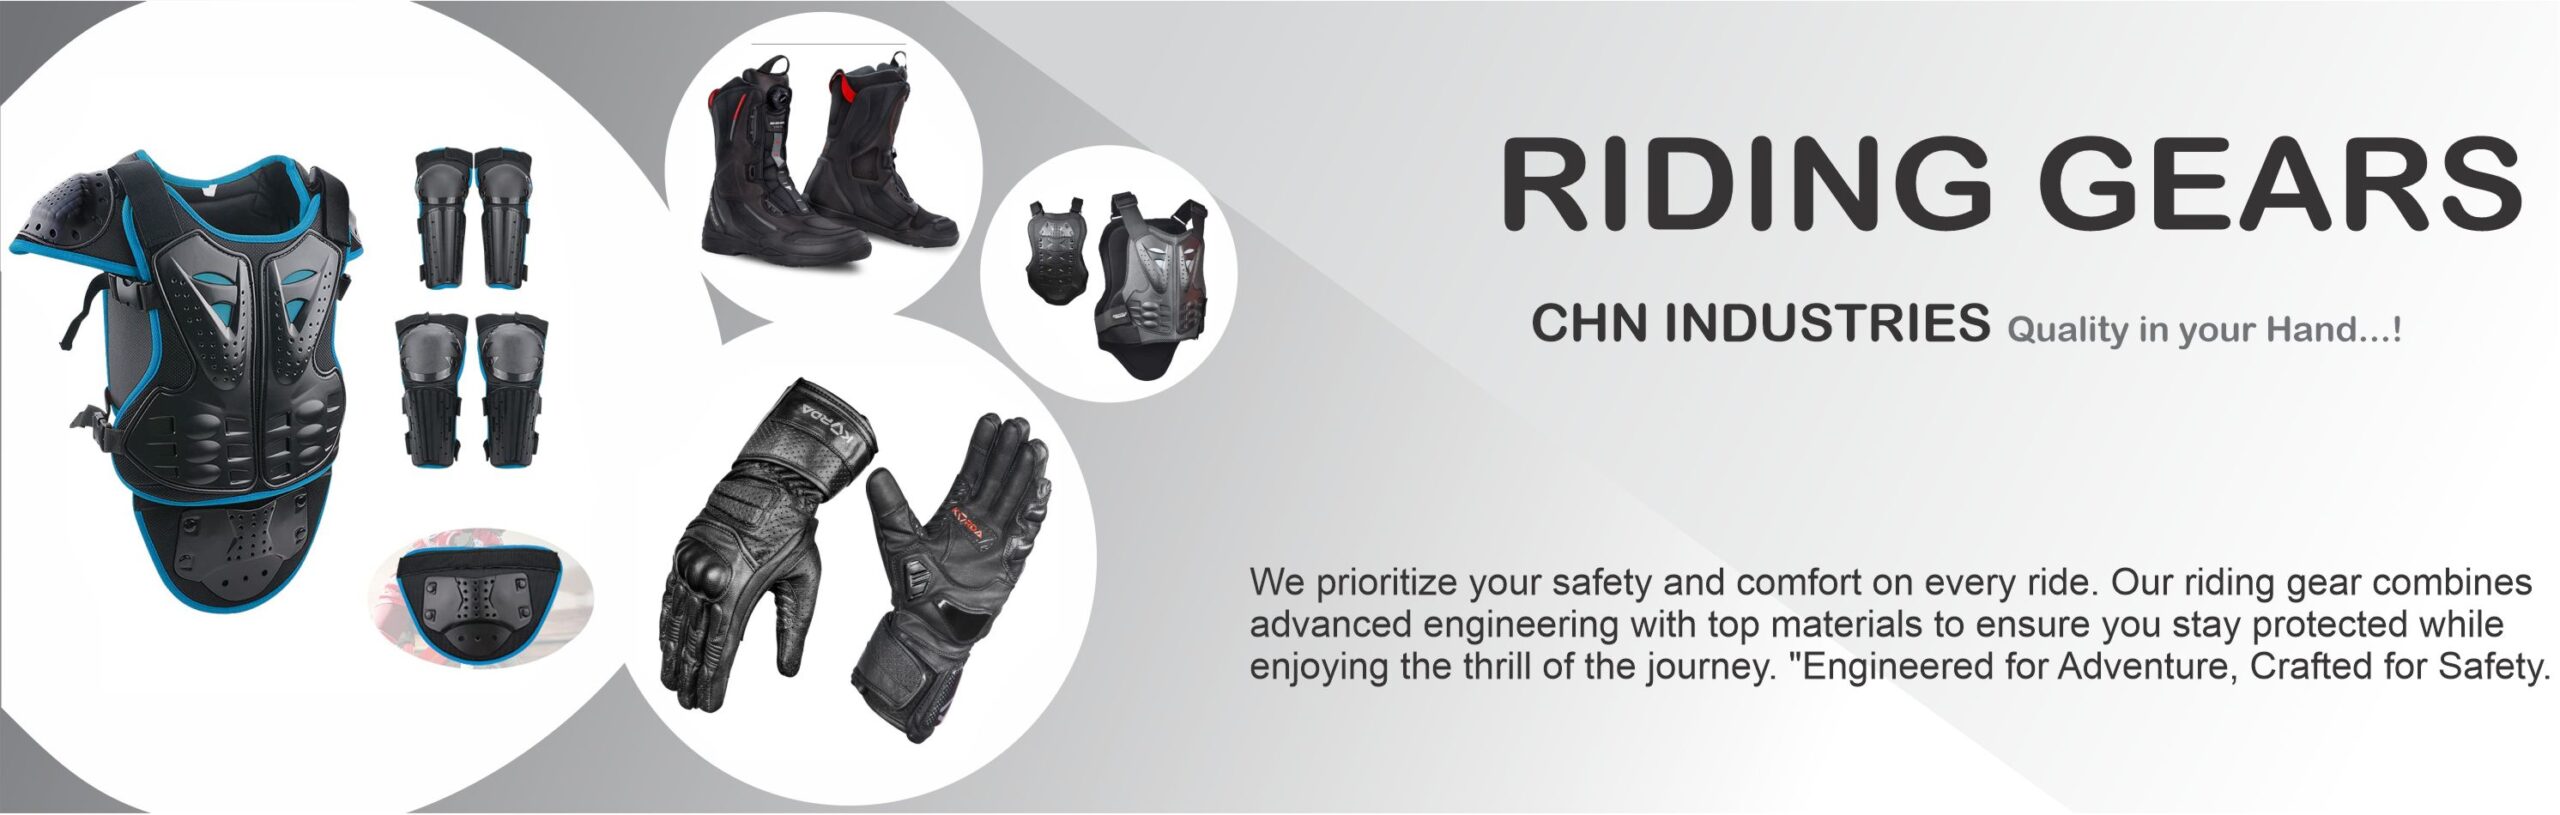 RIDING GEARS
CHN INDUSTRIES Quality in your Hand...!
KVRDA
KVRDA
We prioritize your safety and comfort on every ride. Our riding gear combines
advanced engineering with top materials to ensure you stay protected while
enjoying the thrill of the journey. "Engineered for Adventure, Crafted for Safety.